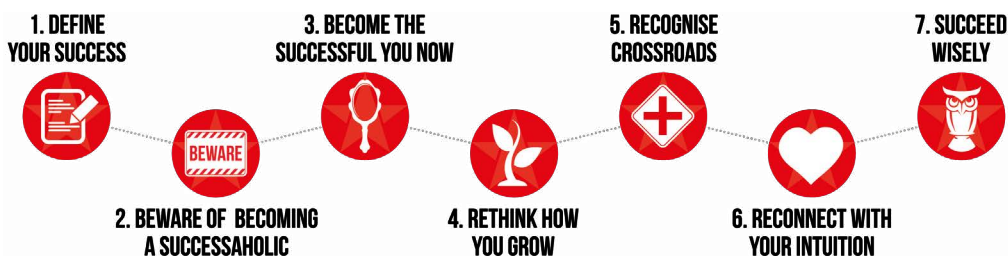 1. DEFINE
YOUR SUCCESS
BEWARE
2. BEWARE OF BECOMING
A SUCCESSAHOLIC
3. BECOME THE
SUCCESSFUL YOU NOW
4. RETHINK HOW
YOU GROW
5. RECOGNISE
CROSSROADS
6. RECONNECT WITH
YOUR INTUITION
7. SUCCEED
WISELY